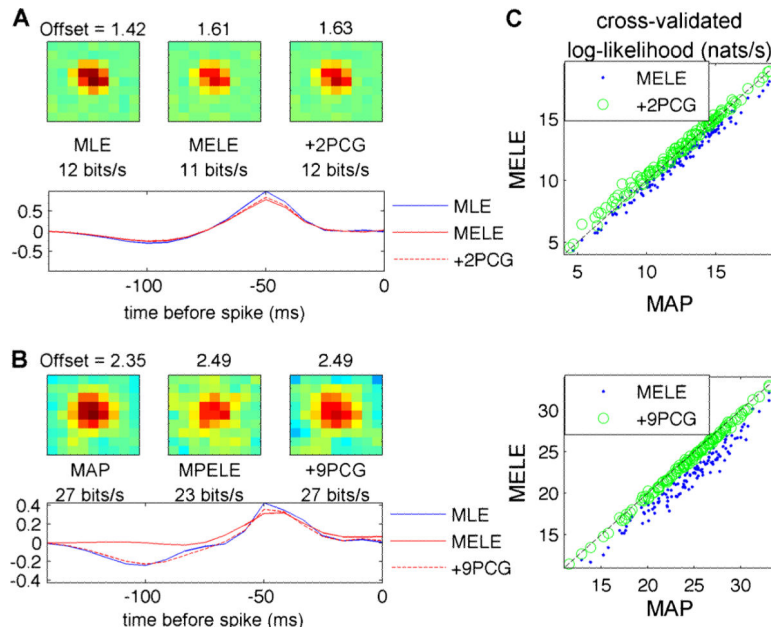 A
Offset = 1.42 1.61 1.63
MLE MELE +2PCG
12 bits/s 11 bits/s 12 bits/s
0.5
0
-0.5
MLE
MELE
+2PCG
-100 -50 0
time before spike (ms)
B
Offset = 2.35 2.49 2.49
MAP MPELE +9PCG
27 bits/s 23 bits/s 27 bits/s
0.4
0.2
0
-0.2
-0.4
MLE
MELE
+9PCG
-100 -50 0
time before spike (ms)
C
cross-validated
log-likelihood (nats/s)
MELE
+2PCG
MELE
15
10
5
5 10 15
MAP
MELE
+9PCG
MELE
30
25
20
15
15 20 25 30
MAP